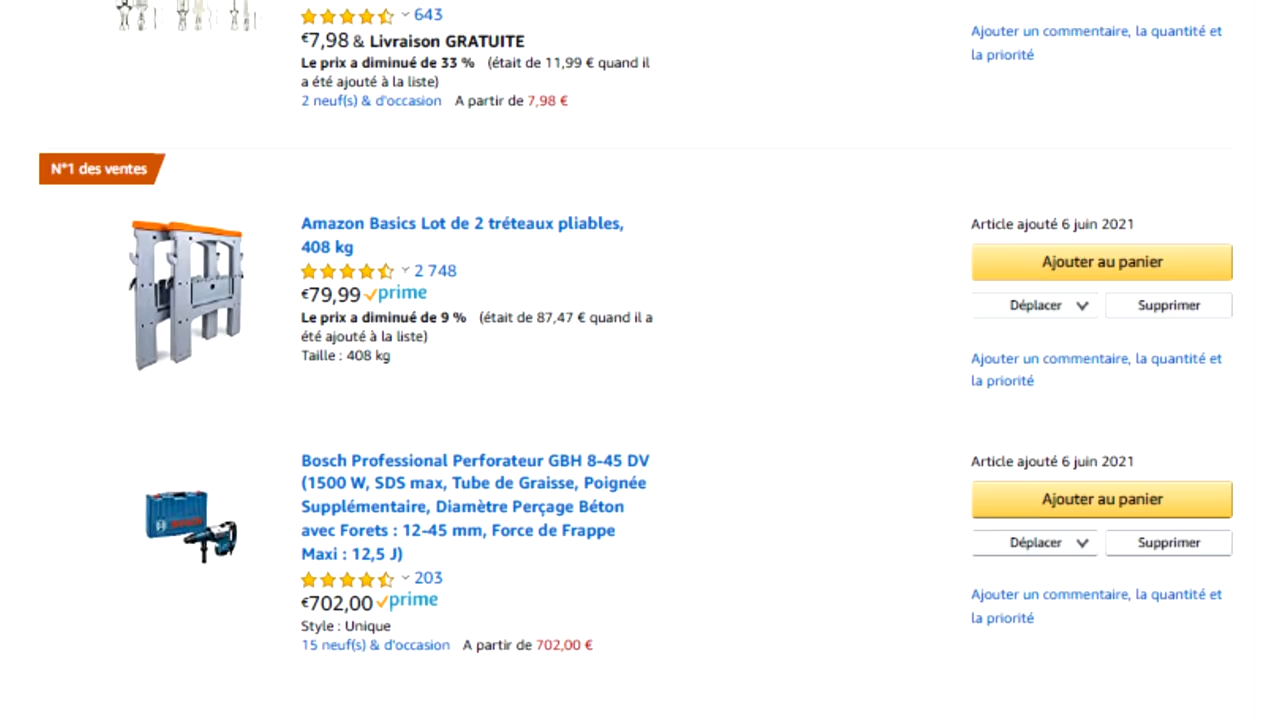 643
€7,98 & Livraison GRATUITE
Le prix a diminué de 33 % (était de 11,99 € quand il
a été ajouté à la liste)
2 neuf(s) & d'occasion A partir de 7,98 €
Ajouter un commentaire, la quantité et
la priorité
N°1 des ventes
Amazon Basics Lot de 2 tréteaux pliables,
408 kg
2 748
€79,99 prime
Le prix a diminué de 9 % (était de 87,47 € quand il a
été ajouté à la liste)
Taille : 408 kg
Article ajouté 6 juin 2021
Ajouter au panier
Déplacer Supprimer
Ajouter un commentaire, la quantité et
la priorité
BOSCH
Bosch Professional Perforateur GBH 8-45 DV
(1500 W, SDS max, Tube de Graisse, Poignée
Supplémentaire, Diamètre Perçage Béton
avec Forets : 12-45 mm, Force de Frappe
Maxi : 12,5 J)
203
€702,00 prime
Style : Unique
15 neuf(s) & d'occasion A partir de 702,00 €
Article ajouté 6 juin 2021
Ajouter au panier
Déplacer Supprimer
Ajouter un commentaire, la quantité et
la priorité